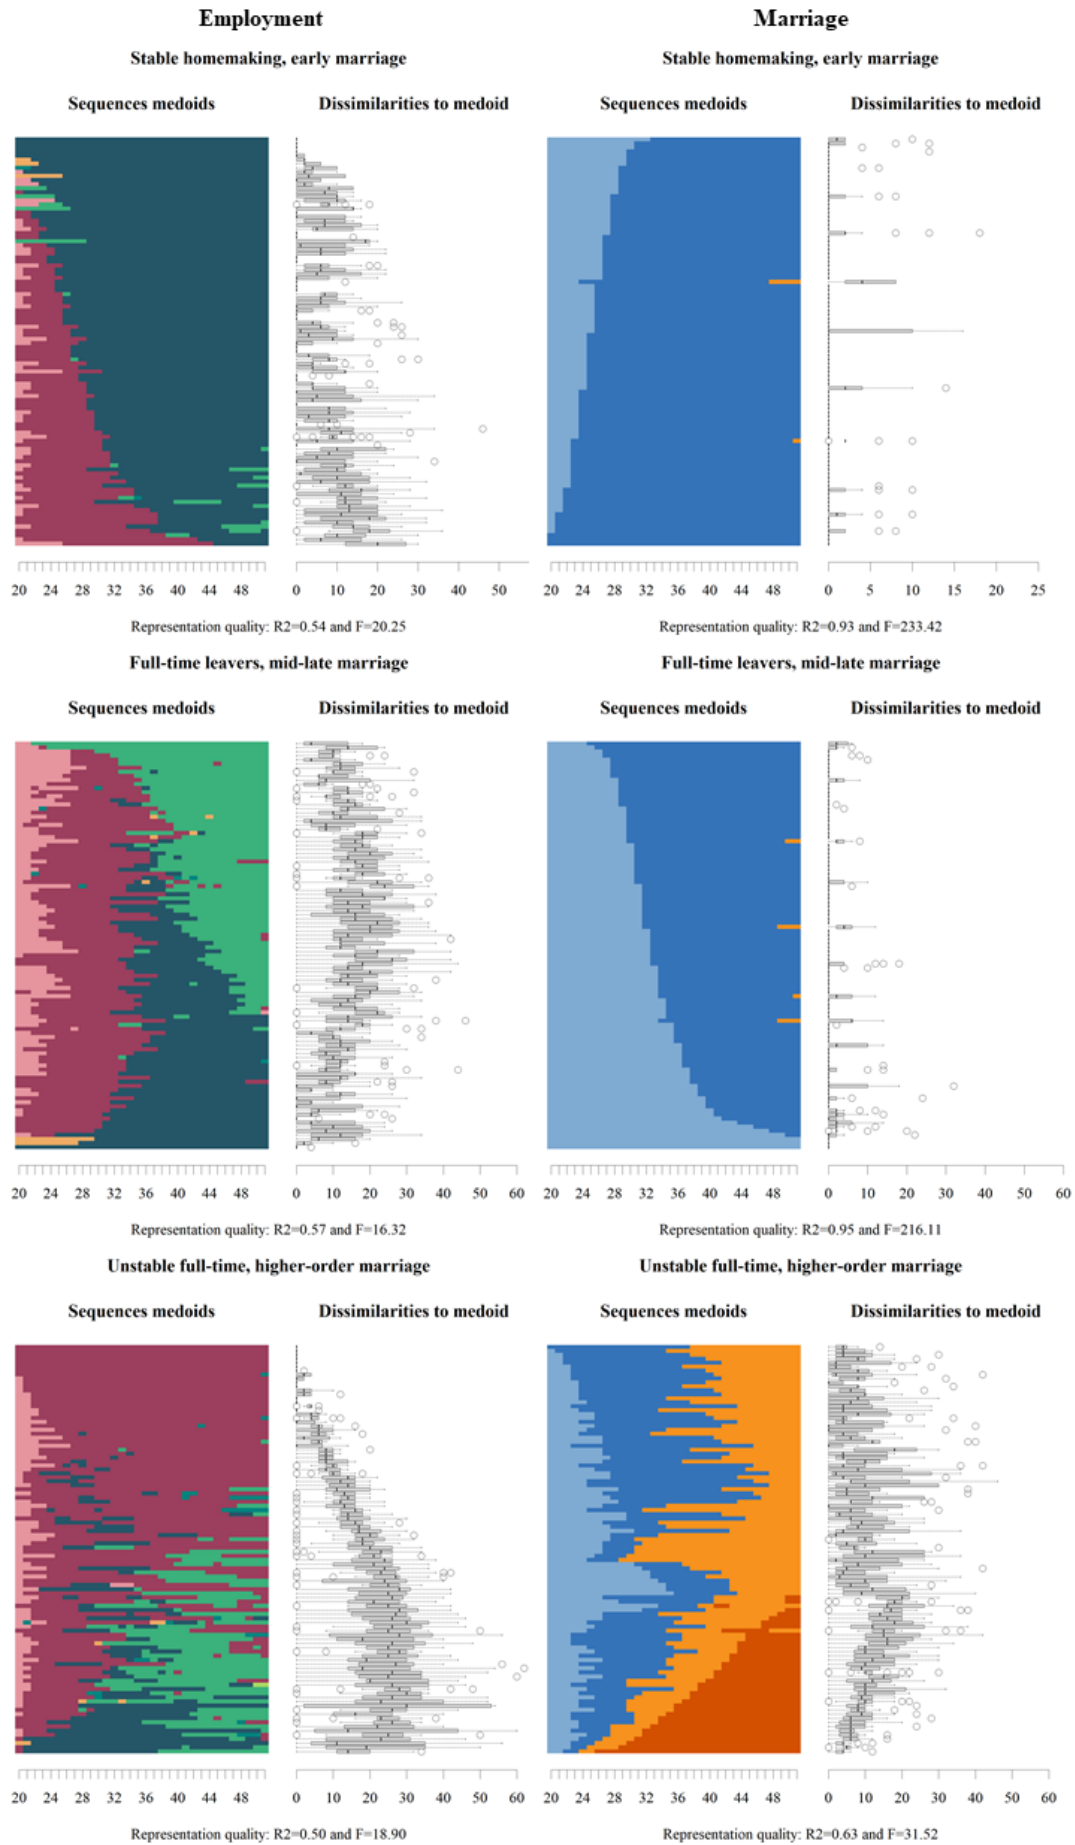 Employment Marriage
Stable homemaking, early marriage Stable homemaking, early marriage
Sequences medoids Dissimilarities to medoid Sequences medoids Dissimilarities to medoid
20 24 28 32 36 40 44 48 0 10 20 30 40 50 20 24 28 32 36 40 44 48 0 5 10 15 20 25
Representation quality: R2=0.54 and F=20.25 Representation quality: R2=0.93 and F=233.42
Full-time leavers, mid-late marriage Full-time leavers, mid-late marriage
Sequences medoids Dissimilarities to medoid Sequences medoids Dissimilarities to medoid
20 24 28 32 36 40 44 48 0 10 20 30 40 50 60 20 24 28 32 36 40 44 48 0 10 20 30 40 50 60
Representation quality: R2=0.57 and F=16.32 Representation quality: R2=0.95 and F=216.11
Unstable full-time, higher-order marriage Unstable full-time, higher-order marriage
Sequences medoids Dissimilarities to medoid Sequences medoids Dissimilarities to medoid
20 24 28 32 36 40 44 48 0 10 20 30 40 50 60 20 24 28 32 36 40 44 48 0 10 20 30 40 50 60
Representation quality: R2=0.50 and F=18.90 Representation quality: R2=0.63 and F=31.52